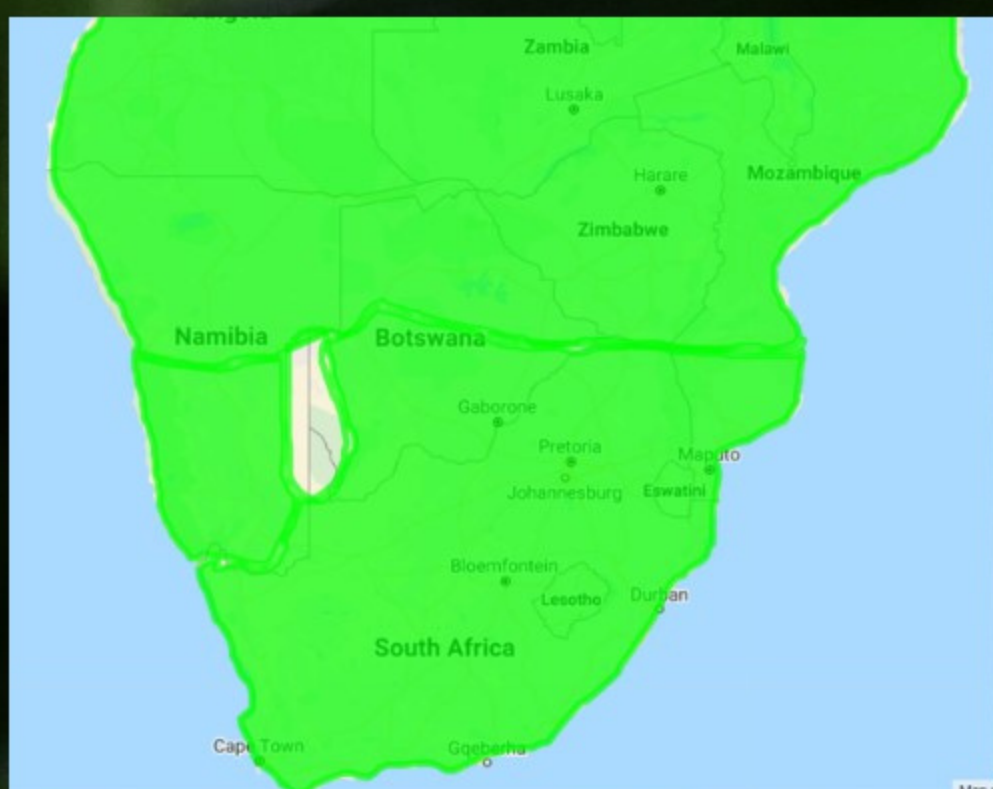 Angola
Zambia
Malawi
Lusaka
Harare
Mozambique
Zimbabwe
Namibia
Botswana
Gaborone
Pretoria
Maputo
Johannesburg
Eswatini
Bloemfontein
Lesotho
Durban
South Africa
Cape Town
Gqeberha